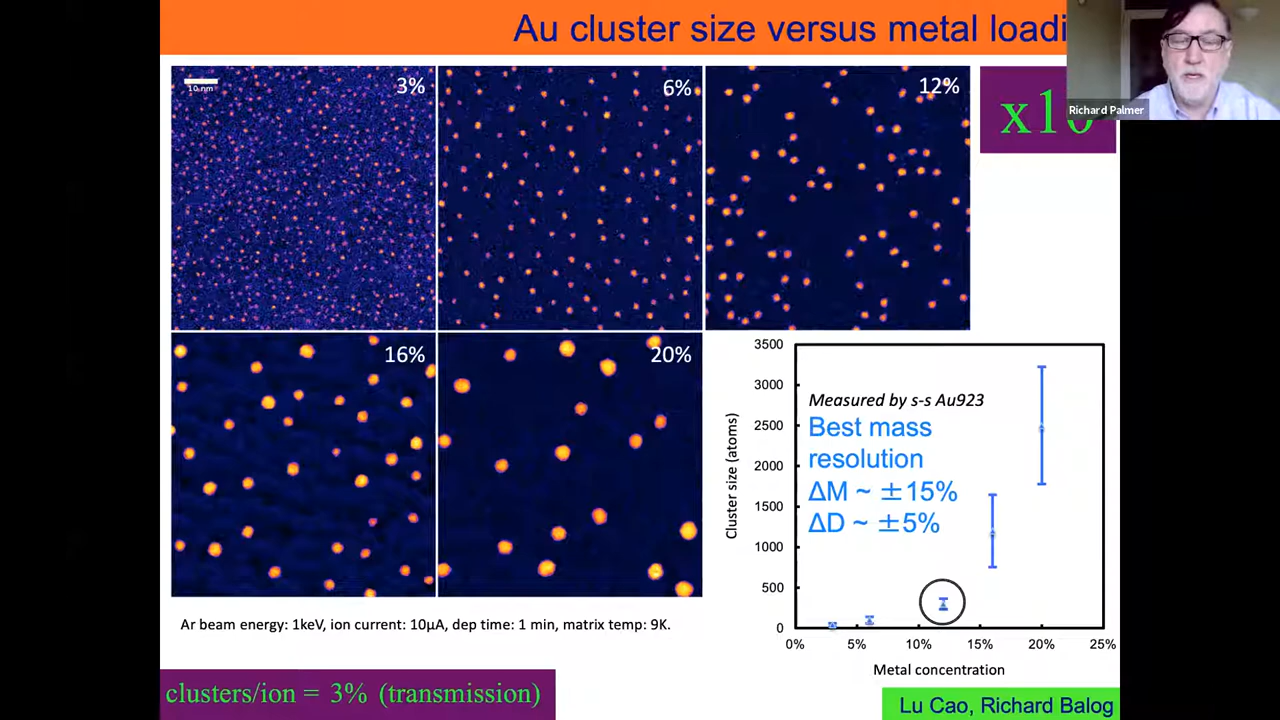 Au cluster size versus metal loadi
10 nm
3%
6%
12%
x10
Richard Palmer
16%
20%
3500
3000
2500
2000
1500
1000
500
0
Cluster size (atoms)
Measured by s-s Au923
Best mass
resolution
ΔM ~ ±15%
ΔD ~ ±5%
0%
5%
10%
15%
20%
25%
Metal concentration
Ar beam energy: 1keV, ion current: 10µA, dep time: 1 min, matrix temp: 9K.
clusters/ion = 3% (transmission)
Lu Cao, Richard Balog